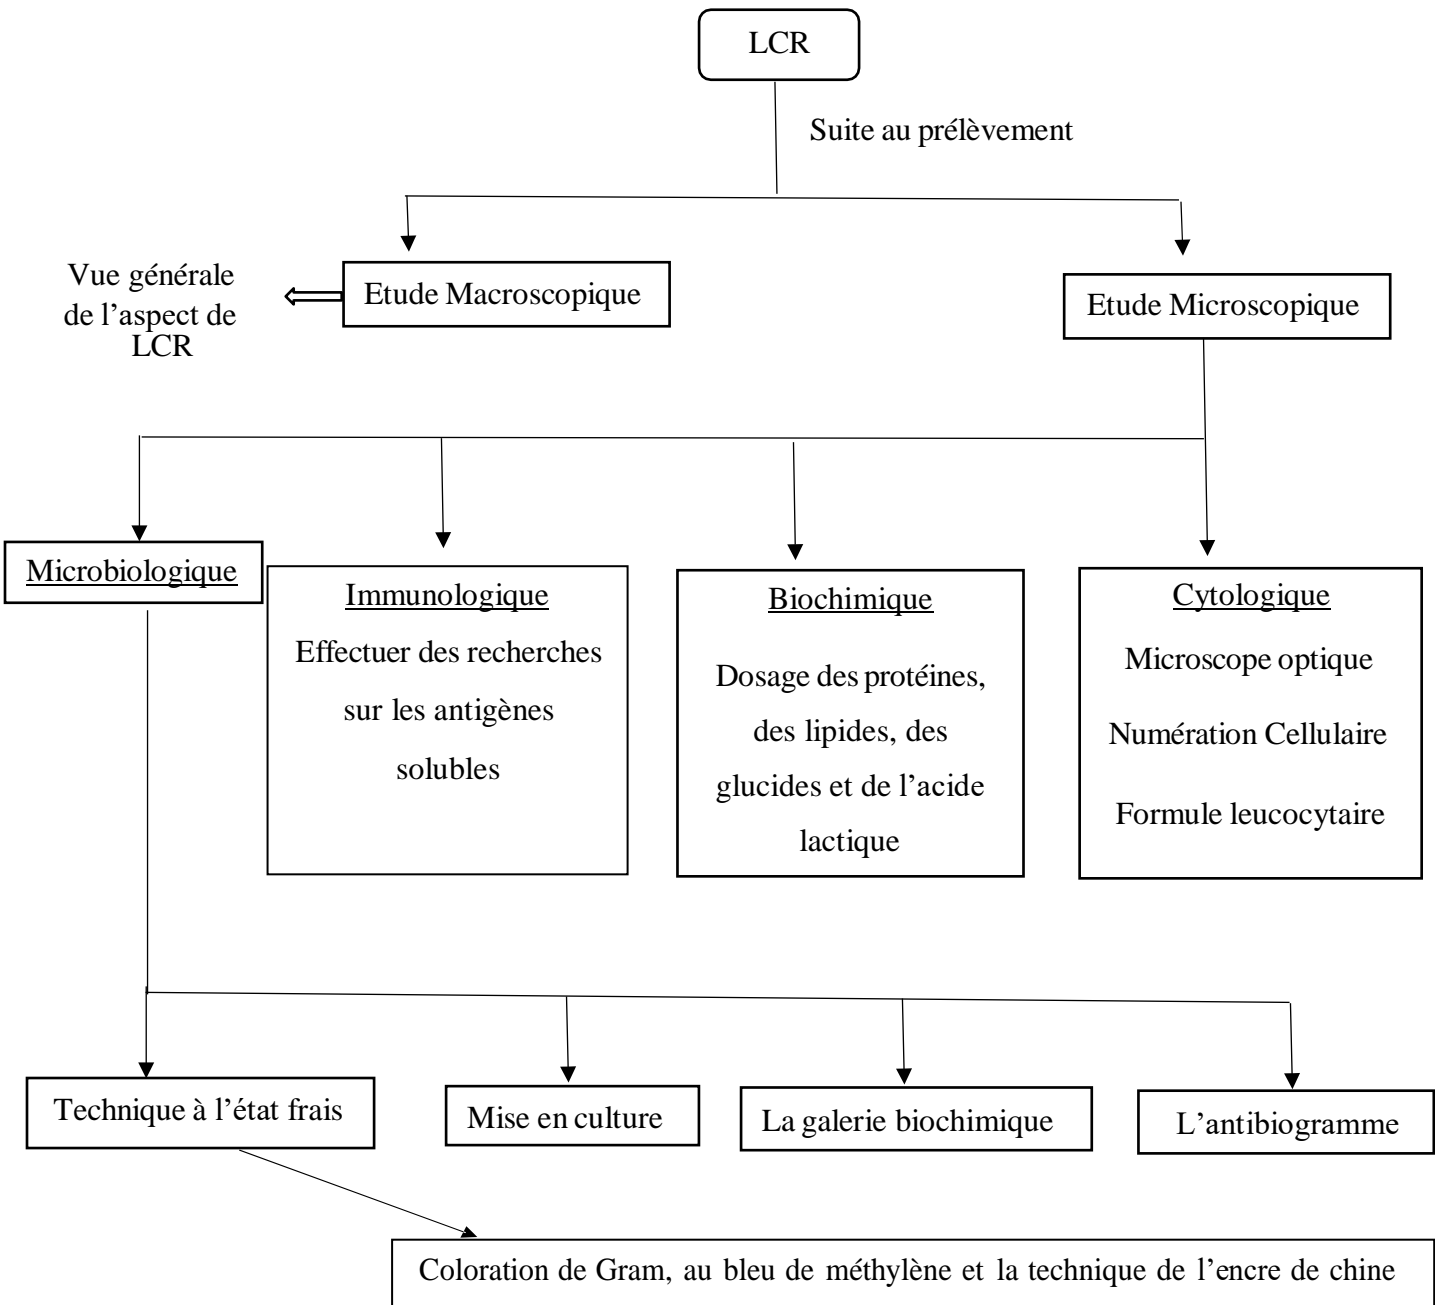 LCR
Suite au prélèvement
Vue générale
de l’aspect de
LCR
Etude Macroscopique
Etude Microscopique
Microbiologique
Immunologique
Effectuer des recherches
sur les antigènes
solubles
Biochimique
Dosage des protéines,
des lipides, des
glucides et de l’acide
lactique
Cytologique
Microscope optique
Numération Cellulaire
Formule leucocytaire
Technique à l’état frais
Mise en culture
La galerie biochimique
L’antibiogramme
Coloration de Gram, au bleu de méthylène et la technique de l’encre de chine